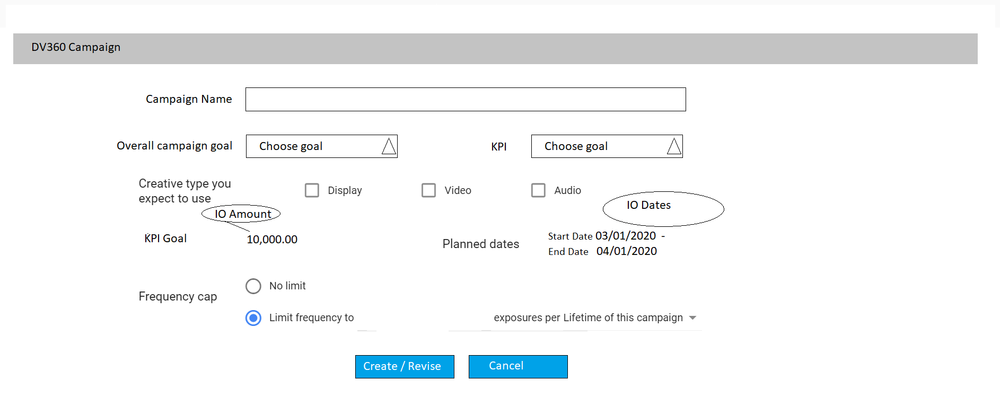 DV360 Campaign
Campaign Name
Overall campaign goal Choose goal KPI Choose goal
Creative type you
expect to use
Display Video Audio
IO Dates
IO Amount
KPI Goal 10,000.00
Planned dates
Start Date 03/01/2020 -
End Date 04/01/2020
Frequency cap
No limit
Limit frequency to exposures per Lifetime of this campaign
Create / Revise Cancel